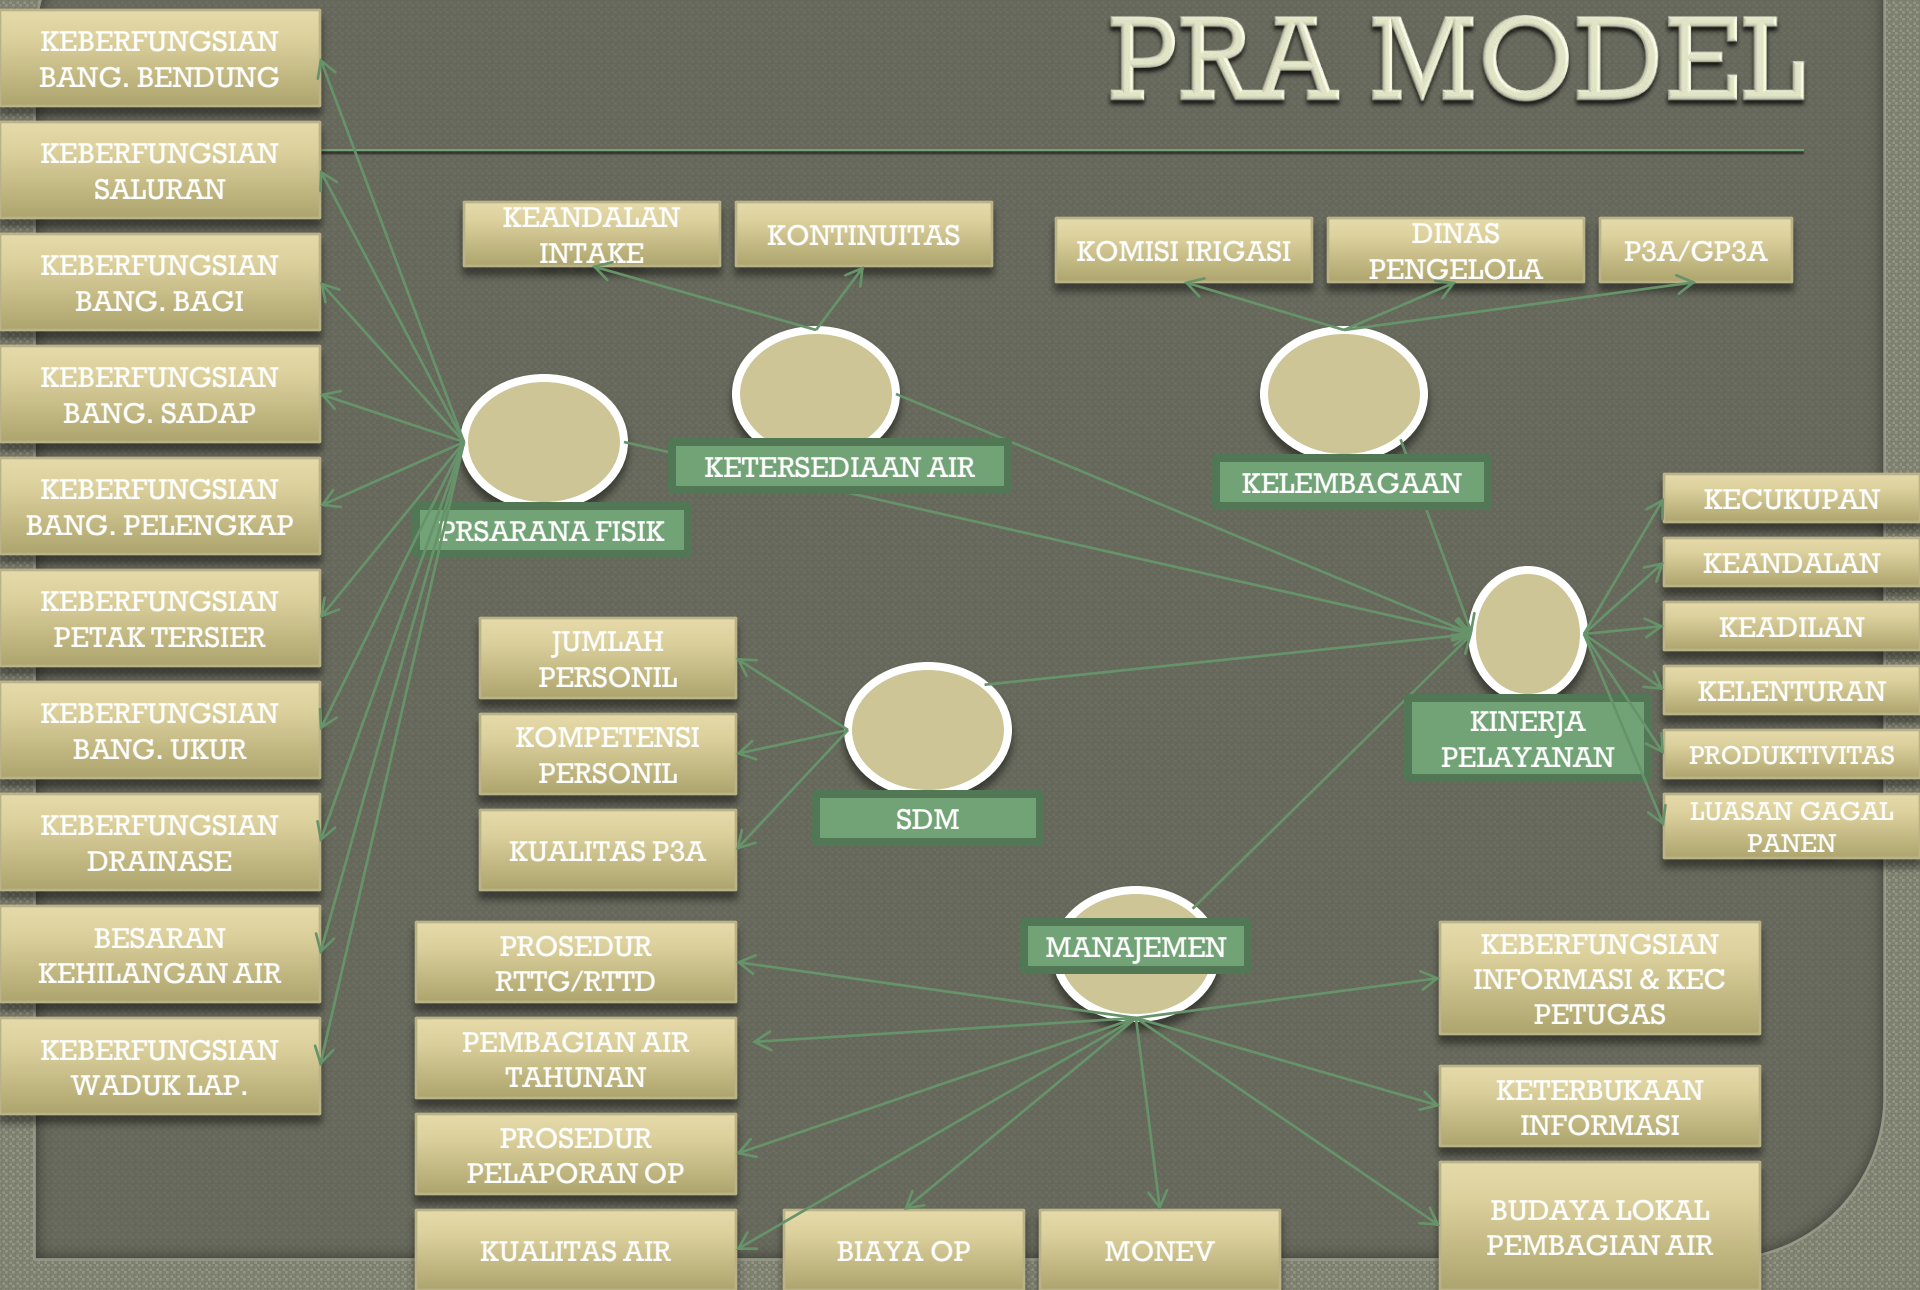 PRA MODEL
KEBERFUNGSIAN
BANG. BENDUNG
KEBERFUNGSIAN
SALURAN
KEBERFUNGSIAN
BANG. BAGI
KEBERFUNGSIAN
BANG. SADAP
KEBERFUNGSIAN
BANG. PELENGKAP
KEBERFUNGSIAN
PETAK TERSIER
KEBERFUNGSIAN
BANG. UKUR
KEBERFUNGSIAN
DRAINASE
BESARAN
KEHILANGAN AIR
KEBERFUNGSIAN
WADUK LAP.
KEANDALAN
INTAKE
KONTINUITAS
KOMISI IRIGASI
DINAS
PENGELOLA
P3A/GP3A
KETERSEDIAAN AIR
KELEMBAGAAN
PRSARANA FISIK
KECUKUPAN
KEANDALAN
KEADILAN
KELENTURAN
PRODUKTIVITAS
LUASAN GAGAL
PANEN
KINERJA
PELAYANAN
JUMLAH
PERSONIL
KOMPETENSI
PERSONIL
KUALITAS P3A
SDM
MANAJEMEN
PROSEDUR
RTTG/RTTD
PEMBAGIAN AIR
TAHUNAN
PROSEDUR
PELAPORAN OP
KUALITAS AIR
BIAYA OP
MONEV
KEBERFUNGSIAN
INFORMASI & KEC
PETUGAS
KETERBUKAAN
INFORMASI
BUDAYA LOKAL
PEMBAGIAN AIR